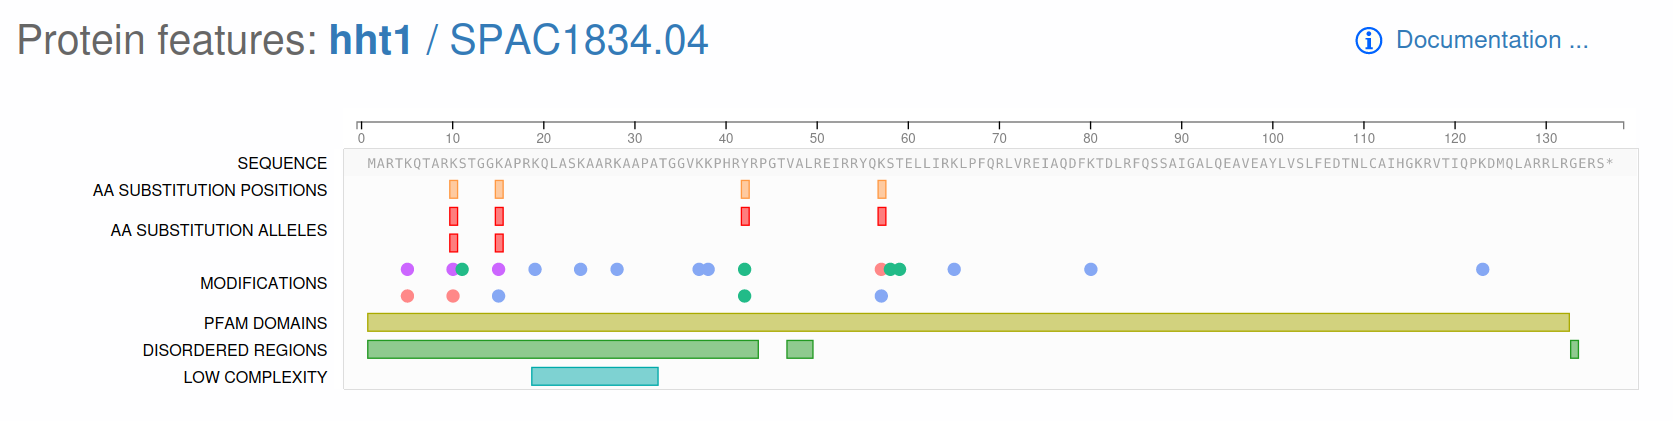 Protein features: hht1 / SPAC1834.04
Documentation ...
0 10 20 30 40 50 60 70 80 90 100 110 120 130
SEQUENCE MARTKQTARKSTGGKAPRKQLASKAARKAAPATGGVKKPHRYRPGTVALREIRRYQKSTELLIRKLPFQRLVREIAQDFKTDLRFQSSAIGALQEAVEAYLVSLFEDTNLCAIHGKRVTIQPKDMQLARRLRGERS*
AA SUBSTITUTION POSITIONS
AA SUBSTITUTION ALLELES
MODIFICATIONS
PFAM DOMAINS
DISORDERED REGIONS
LOW COMPLEXITY